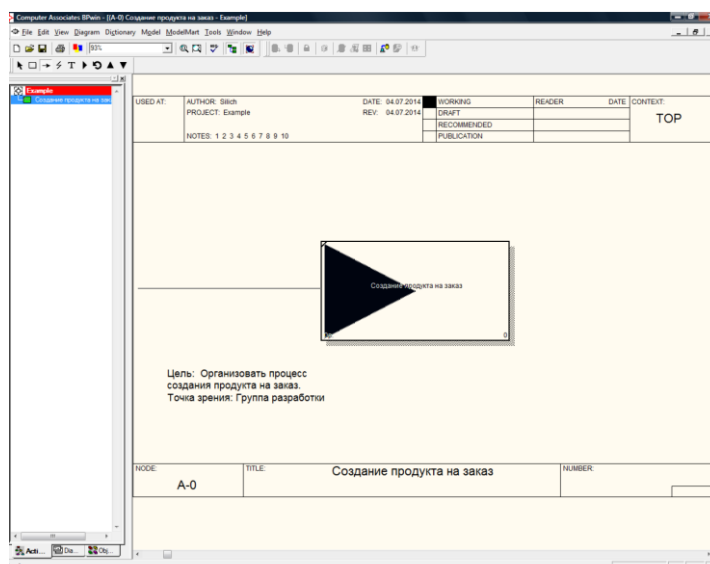 Computer Associates BPwin - [(A-0) Создание продукта на заказ - Example]
File Edit View Diagram Dictionary Model ModelMart Tools Window Help
93%
Example
Создание продукта на зак
USED AT: AUTHOR: Silich DATE: 04.07.2014 WORKING READER DATE CONTEXT:
PROJECT: Example REV: 04.07.2014 DRAFT
TOP
RECOMMENDED
NOTES: 1 2 3 4 5 6 7 8 9 10 PUBLICATION
Создание продукта на заказ
0р. 0
Цель: Организовать процесс
создания продукта на заказ.
Точка зрения: Группа разработки
NODE: TITLE: NUMBER:
A-0 Создание продукта на заказ
Acti... Dia... Obj...